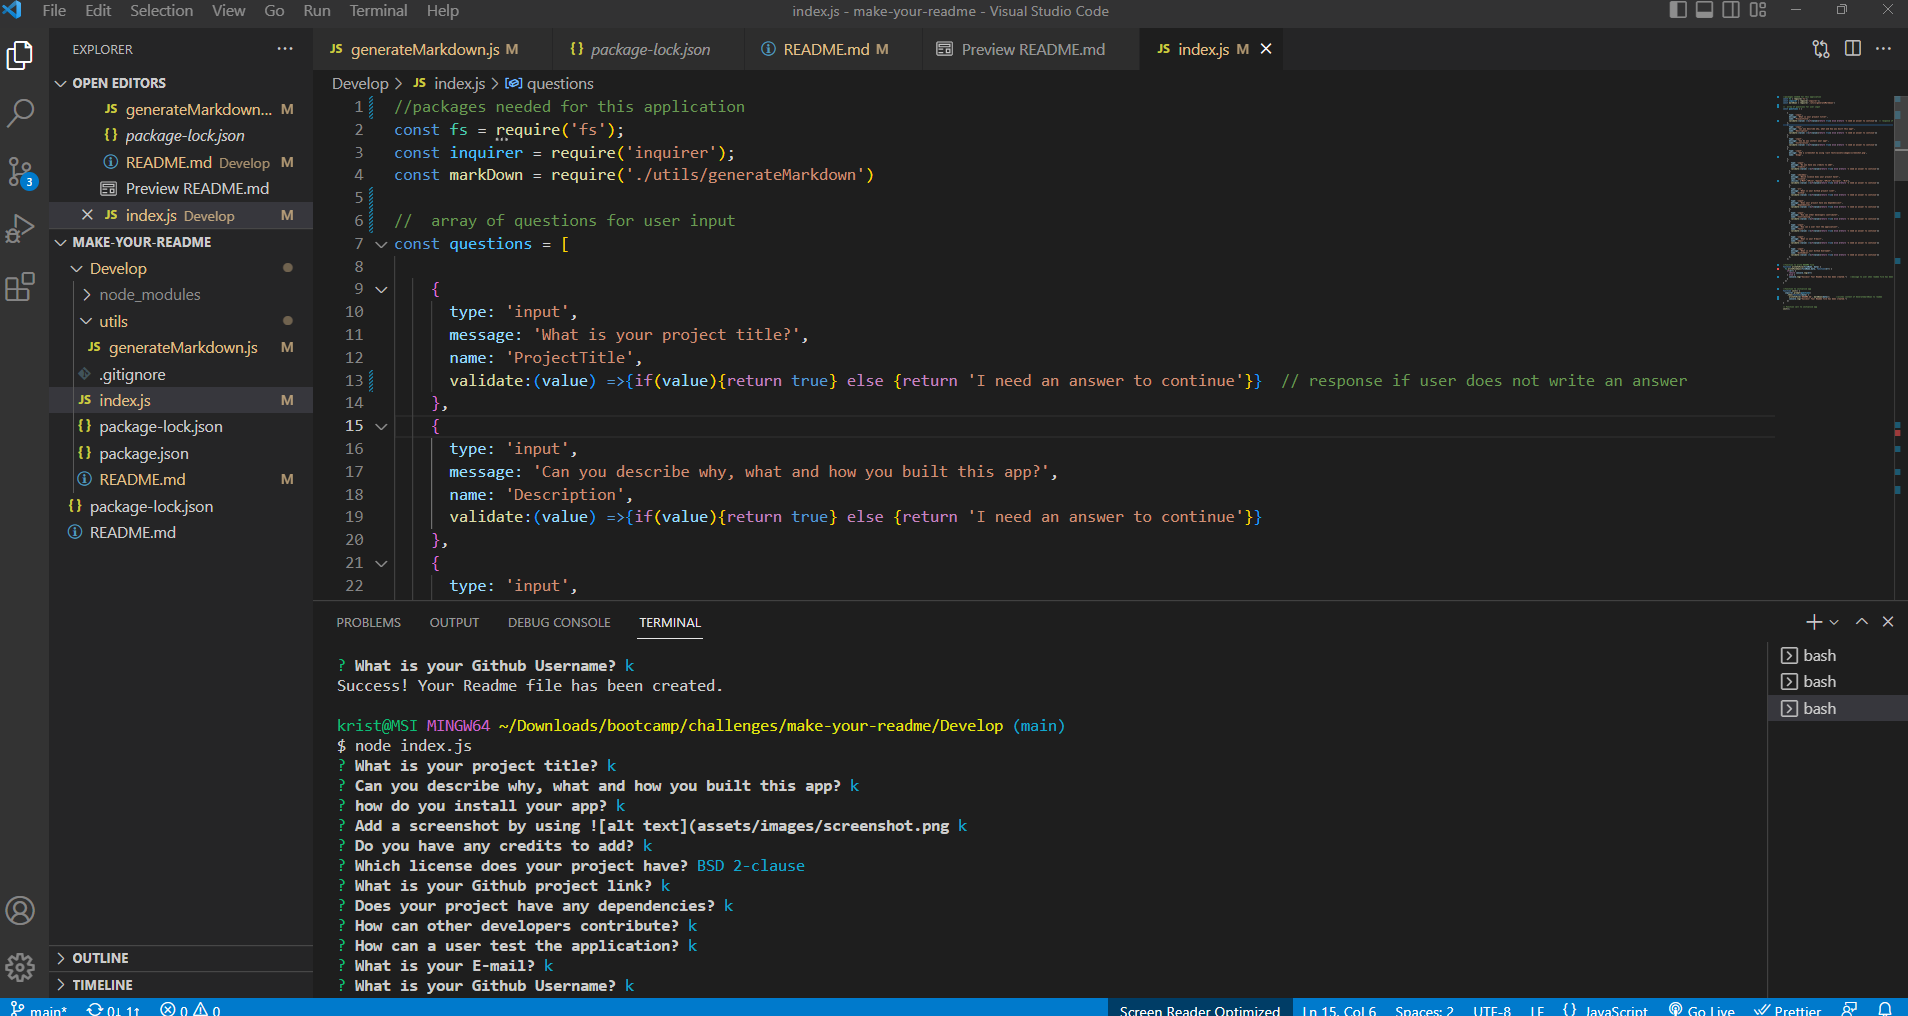 File Edit Selection View Go Run Terminal Help
index.js - make-your-readme - Visual Studio Code
EXPLORER
OPEN EDITORS
JS generateMarkdown... M
{} package-lock.json
README.md Develop M
Preview README.md
JS index.js Develop M
MAKE-YOUR-README
Develop
node_modules
utils
JS generateMarkdown.js M
.gitignore
JS index.js M
{} package-lock.json
{} package.json
README.md M
{} package-lock.json
README.md
OUTLINE
TIMELINE
3
JS generateMarkdown.js M {} package-lock.json README.md M Preview README.md JS index.js M
Develop > JS index.js > questions
1 //packages needed for this application
2 const fs = require('fs');
3 const inquirer = require('inquirer');
4 const markDown = require('./utils/generateMarkdown')
5
6 //  array of questions for user input
7 const questions = [
8
9 {
10 type: 'input',
11 message: 'What is your project title?',
12 name: 'ProjectTitle',
13 validate:(value) =>{if(value){return true} else {return 'I need an answer to continue'}}  // response if user does not write an answer
14 },
15 {
16 type: 'input',
17 message: 'Can you describe why, what and how you built this app?',
18 name: 'Description',
19 validate:(value) =>{if(value){return true} else {return 'I need an answer to continue'}}
20 },
21 {
22 type: 'input',
PROBLEMS OUTPUT DEBUG CONSOLE TERMINAL
? What is your Github Username? k
Success! Your Readme file has been created.
krist@MSI MINGW64 ~/Downloads/bootcamp/challenges/make-your-readme/Develop (main)
$ node index.js
? What is your project title? k
? Can you describe why, what and how you built this app? k
? how do you install your app? k
? Add a screenshot by using ![alt text](assets/images/screenshot.png k
? Do you have any credits to add? k
? Which license does your project have? BSD 2-clause
? What is your Github project link? k
? Does your project have any dependencies? k
? How can other developers contribute? k
? How can a user test the application? k
? What is your E-mail? k
? What is your Github Username? k
bash
bash
bash
main* 0↓ 1↑ 0 0 Screen Reader Optimized Ln 15, Col 6 Spaces: 2 UTF-8 LF {} JavaScript Go Live Prettier